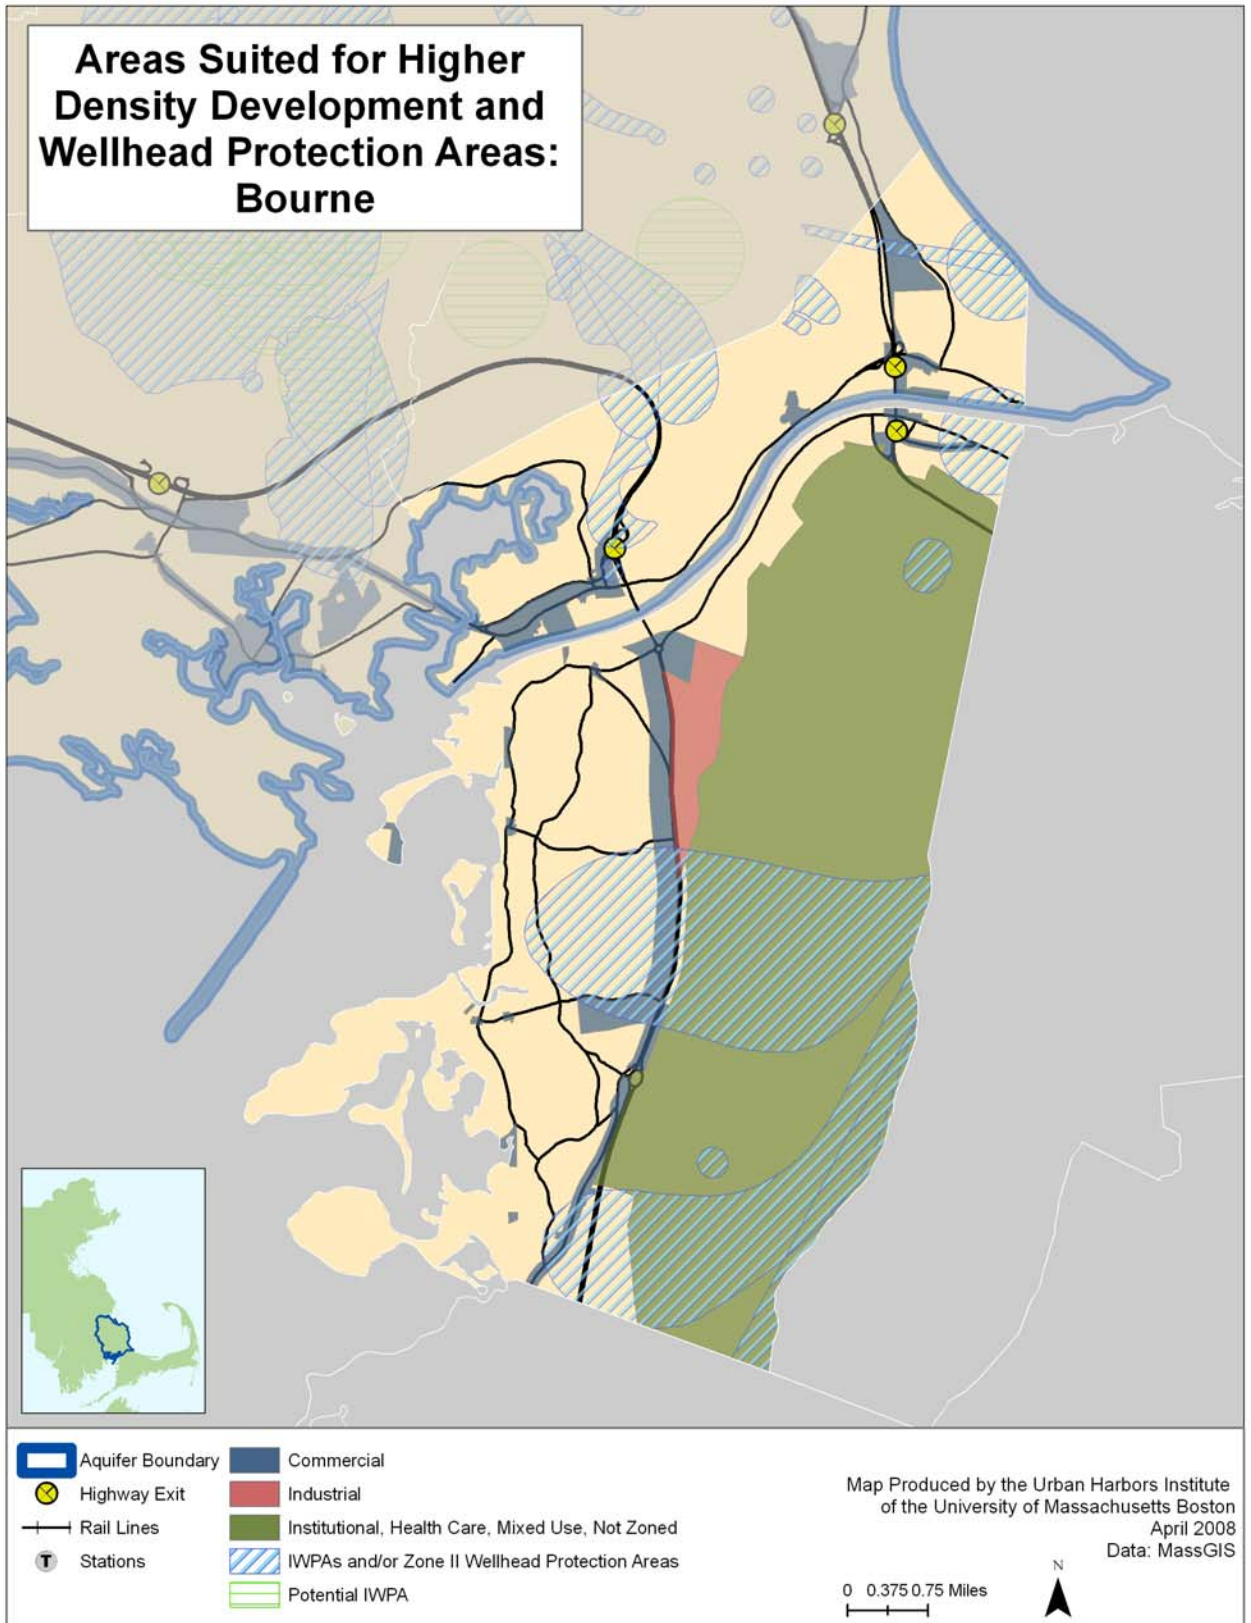 Areas Suited for Higher
Density Development and
Wellhead Protection Areas:
Bourne
Aquifer Boundary
Highway Exit
Rail Lines
T
Stations
Commercial
Industrial
Institutional, Health Care, Mixed Use, Not Zoned
IWPAs and/or Zone II Wellhead Protection Areas
Potential IWPA
Map Produced by the Urban Harbors Institute
of the University of Massachusetts Boston
April 2008
Data: MassGIS
0 0.375 0.75 Miles
N